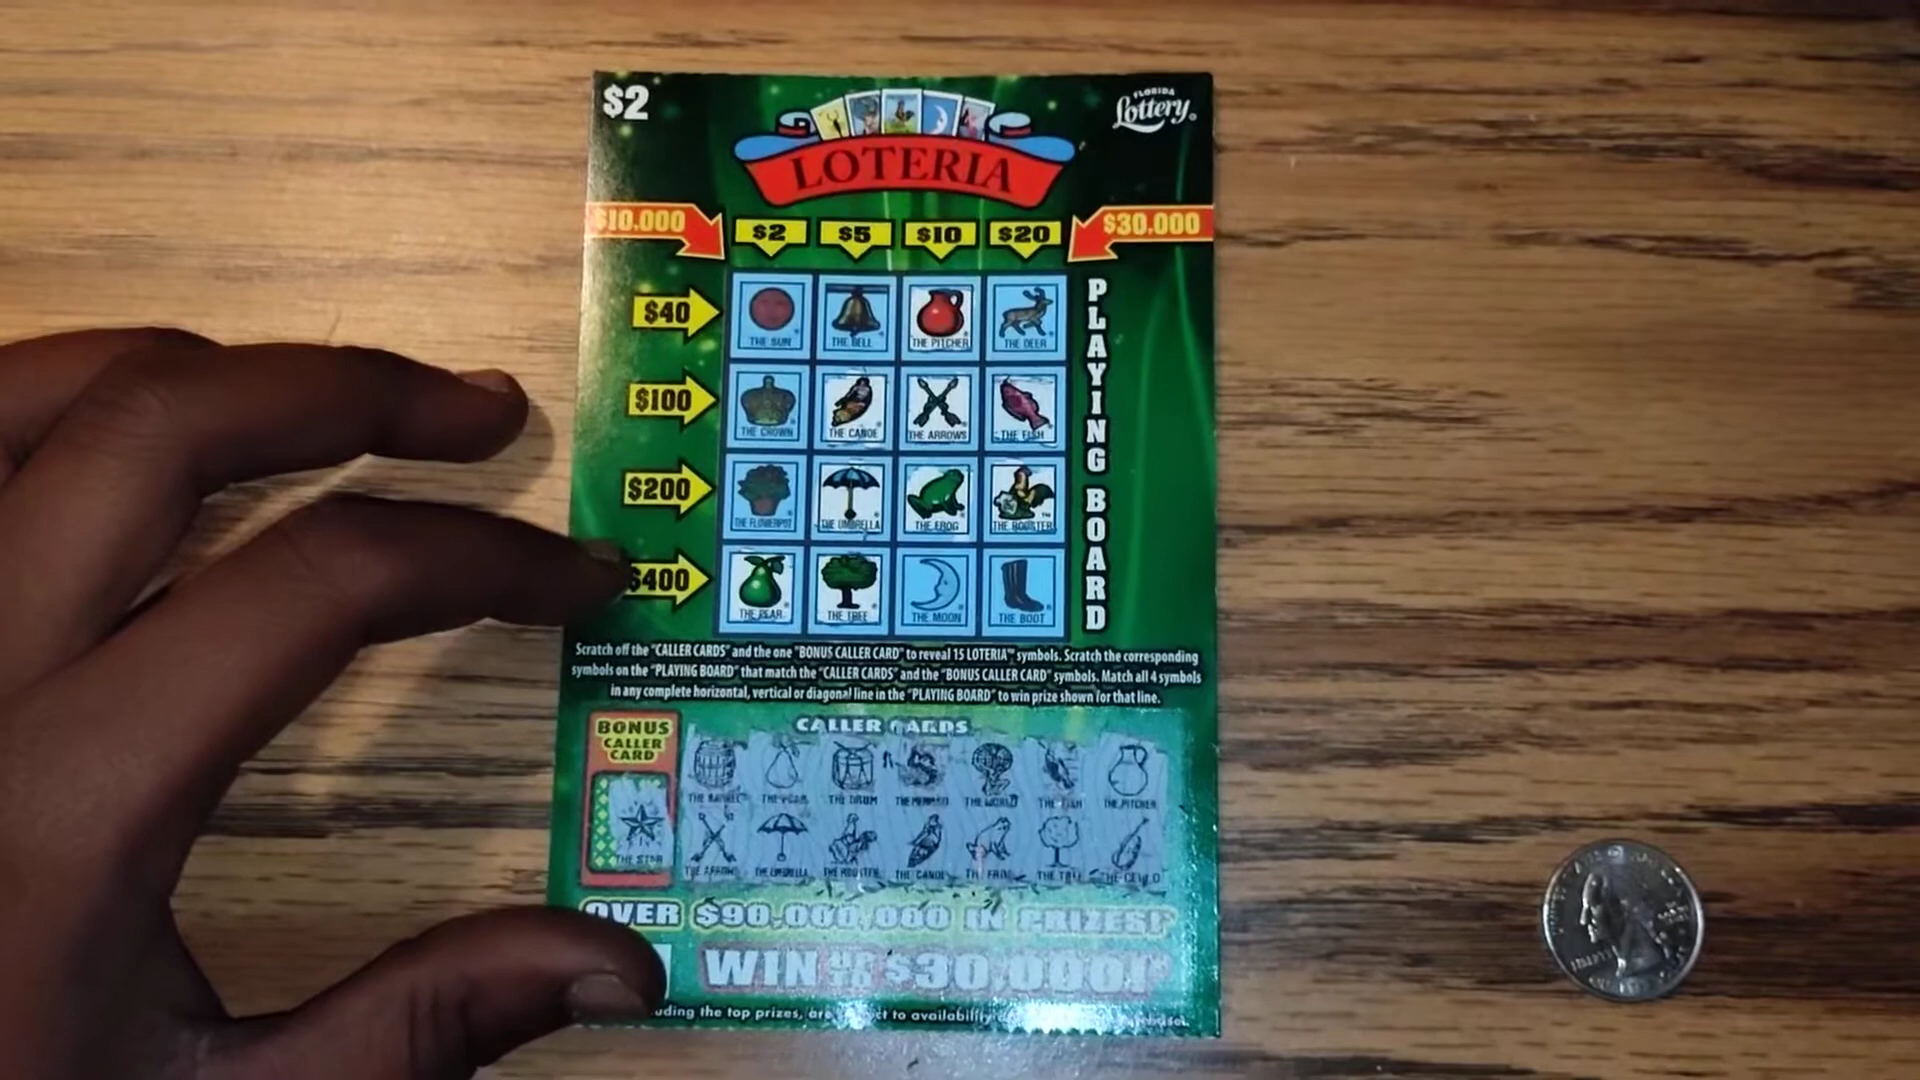 $2
FLORIDA
Lottery
LOTERIA
$10,000 $2 $5 $10 $20 $30,000
$40
THE SUN THE BELL THE PITCHER THE DEER
$100
THE CROWN THE CANOE THE ARROWS THE FISH
$200
THE FLOWERPOT THE UMBRELLA THE FROG THE ROOSTER
$400
THE PEAR THE TREE THE MOON THE BOOT
PLAYING BOARD
Scratch off the "CALLER CARDS" and the one "BONUS CALLER CARD" to reveal 15 LOTERIA™ symbols. Scratch the corresponding
symbols on the "PLAYING BOARD" that match the "CALLER CARDS" and the "BONUS CALLER CARD" symbols. Match all 4 symbols
in any complete horizontal, vertical or diagonal line in the "PLAYING BOARD" to win prize shown for that line.
BONUS
CALLER
CARD
THE STAR
CALLER CARDS
THE BARREL THE PEAR THE DRUM THE MERMAID THE WORLD THE FISH THE PITCHER
THE ARROWS THE UMBRELLA THE ROOSTER THE CANOE THE FROG THE TREE THE CELLO
OVER $90,000,000 IN PRIZES!
WIN UP TO $30,000!
the top prizes, are to availability
LIBERTY